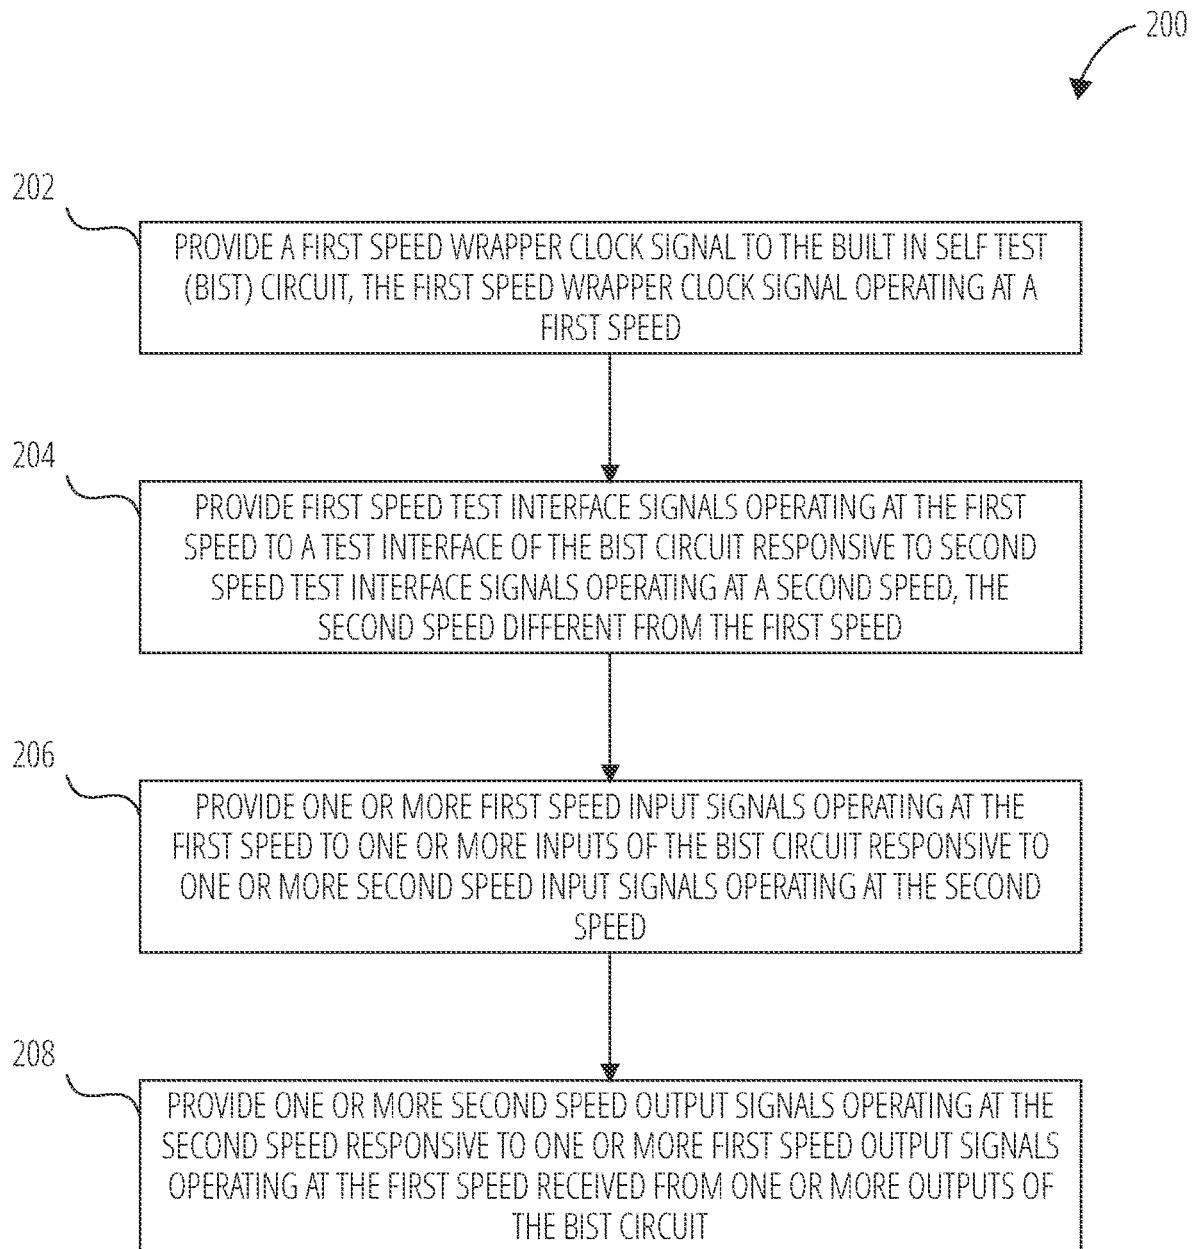 200
202
PROVIDE A FIRST SPEED WRAPPER CLOCK SIGNAL TO THE BUILT IN SELF TEST
(BIST) CIRCUIT, THE FIRST SPEED WRAPPER CLOCK SIGNAL OPERATING AT A
FIRST SPEED
204
PROVIDE FIRST SPEED TEST INTERFACE SIGNALS OPERATING AT THE FIRST
SPEED TO A TEST INTERFACE OF THE BIST CIRCUIT RESPONSIVE TO SECOND
SPEED TEST INTERFACE SIGNALS OPERATING AT A SECOND SPEED, THE
SECOND SPEED DIFFERENT FROM THE FIRST SPEED
206
PROVIDE ONE OR MORE FIRST SPEED INPUT SIGNALS OPERATING AT THE
FIRST SPEED TO ONE OR MORE INPUTS OF THE BIST CIRCUIT RESPONSIVE TO
ONE OR MORE SECOND SPEED INPUT SIGNALS OPERATING AT THE SECOND
SPEED
208
PROVIDE ONE OR MORE SECOND SPEED OUTPUT SIGNALS OPERATING AT THE
SECOND SPEED RESPONSIVE TO ONE OR MORE FIRST SPEED OUTPUT SIGNALS
OPERATING AT THE FIRST SPEED RECEIVED FROM ONE OR MORE OUTPUTS OF
THE BIST CIRCUIT